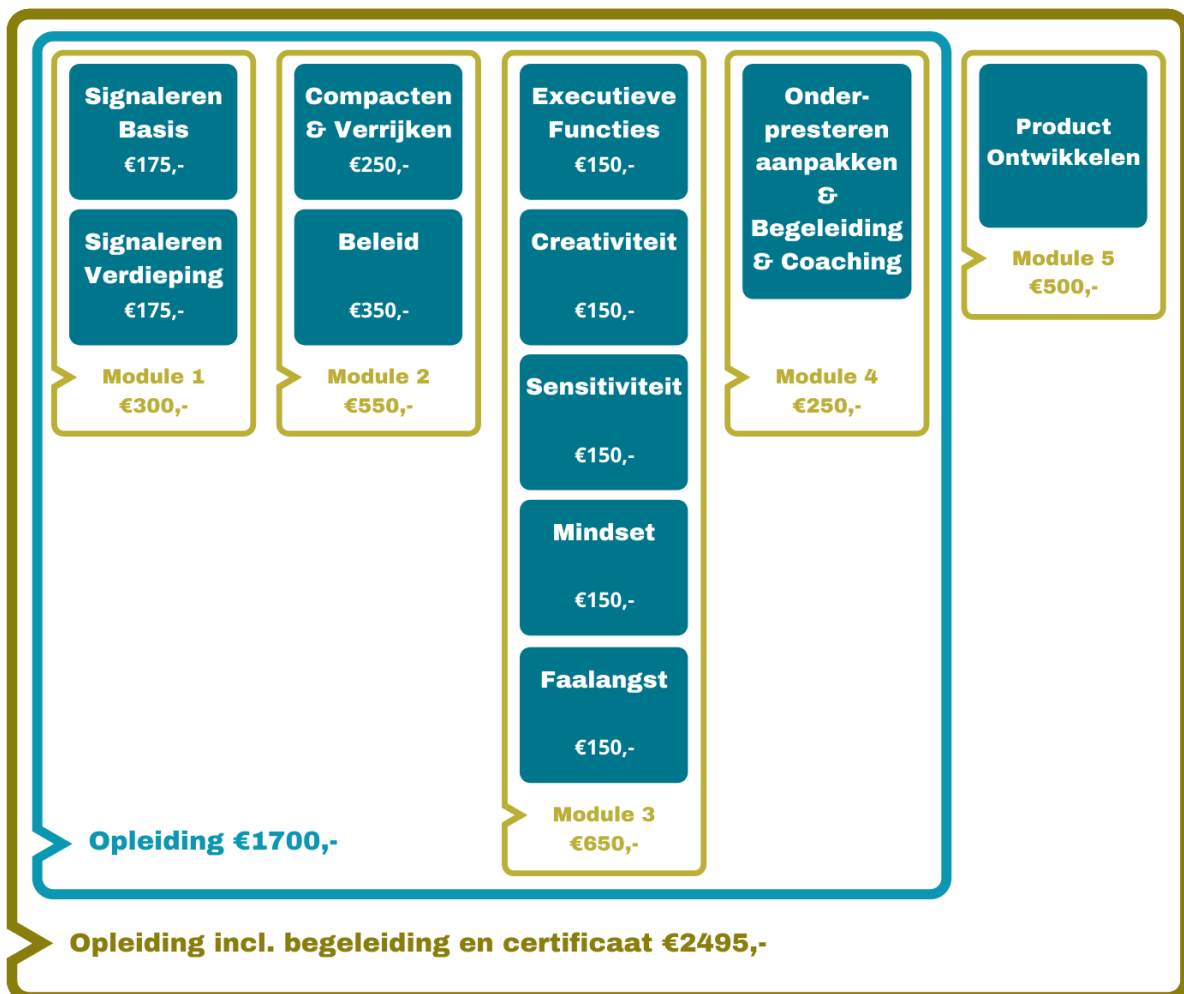 Signaleren
Basis
€175,-
Signaleren
Verdieping
€175,-
Module 1
€300,-
Compacten
& Verrijken
€250,-
Beleid
€350,-
Module 2
€550,-
Executieve
Functies
€150,-
Creativiteit
€150,-
Sensitiviteit
€150,-
Mindset
€150,-
Faalangst
€150,-
Module 3
€650,-
Onder-
presteren
aanpakken
&
Begeleiding
& Coaching
Module 4
€250,-
Product
Ontwikkelen
Module 5
€500,-
Opleiding €1700,-
Opleiding incl. begeleiding en certificaat €2495,-